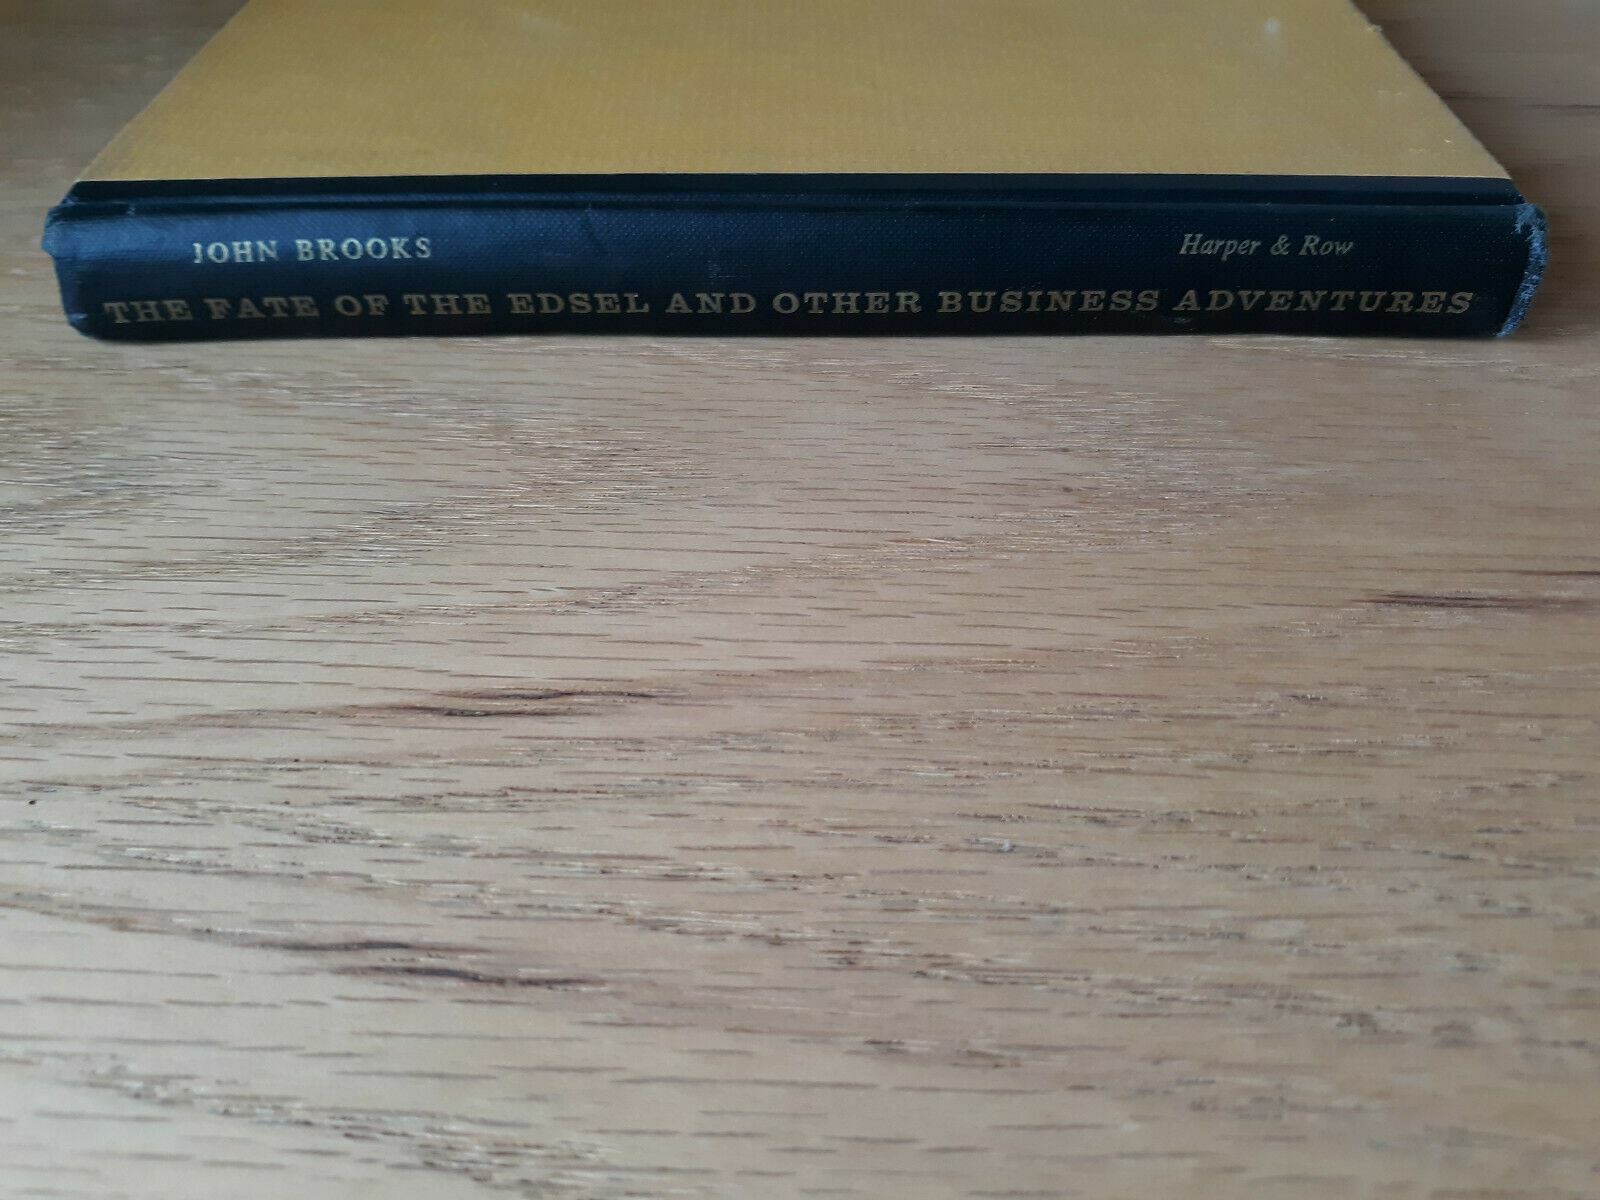 JOHN BROOKS
Harper & Row
THE FATE OF THE EDSEL AND OTHER BUSINESS ADVENTURES